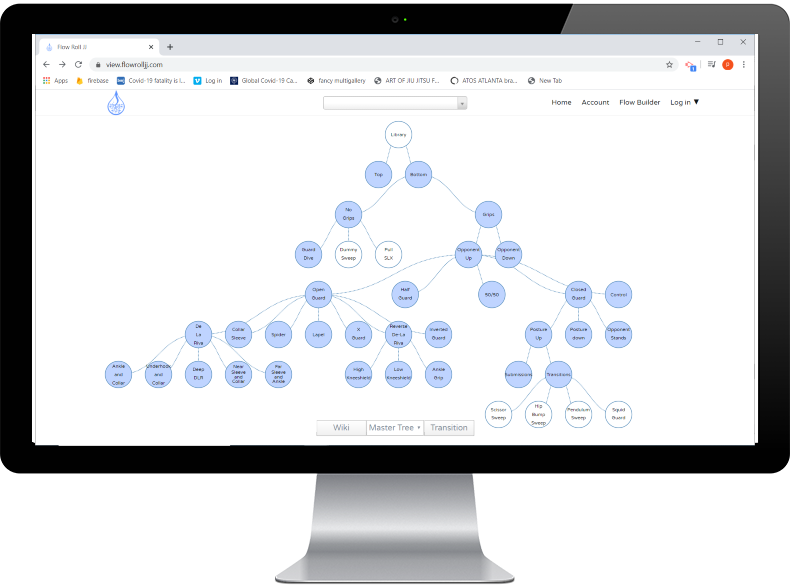 Flow Roll JJ
view.flowrolljj.com
Apps firebase Covid-19 fatality is l... Log in Global Covid-19 Ca... fancy multigallery ART OF JIU JITSU F... ATOS ATLANTA bra... New Tab
Home Account Flow Builder Log in ▼
Library
Top Bottom
No Grips
Grips
Guard Dive
Dummy Sweep
Pull SLX
Opponent Up
Opponent Down
Open Guard
Half Guard
50/50
Closed Guard
Control
De La Riva
Collar Sleeve
Spider
Lapel
X Guard
Reverse De-La Riva
Inverted Guard
Posture Up
Posture down
Opponent Stands
Ankle and Collar
Underhook and Collar
Deep DLR
Near Sleeve and Collar
Far Sleeve and Ankle
High Kneeshield
Low Kneeshield
Ankle Grip
Submissions
Transitions
Scissor Sweep
Hip Bump Sweep
Pendulum Sweep
Squid Guard
Wiki Master Tree Transition